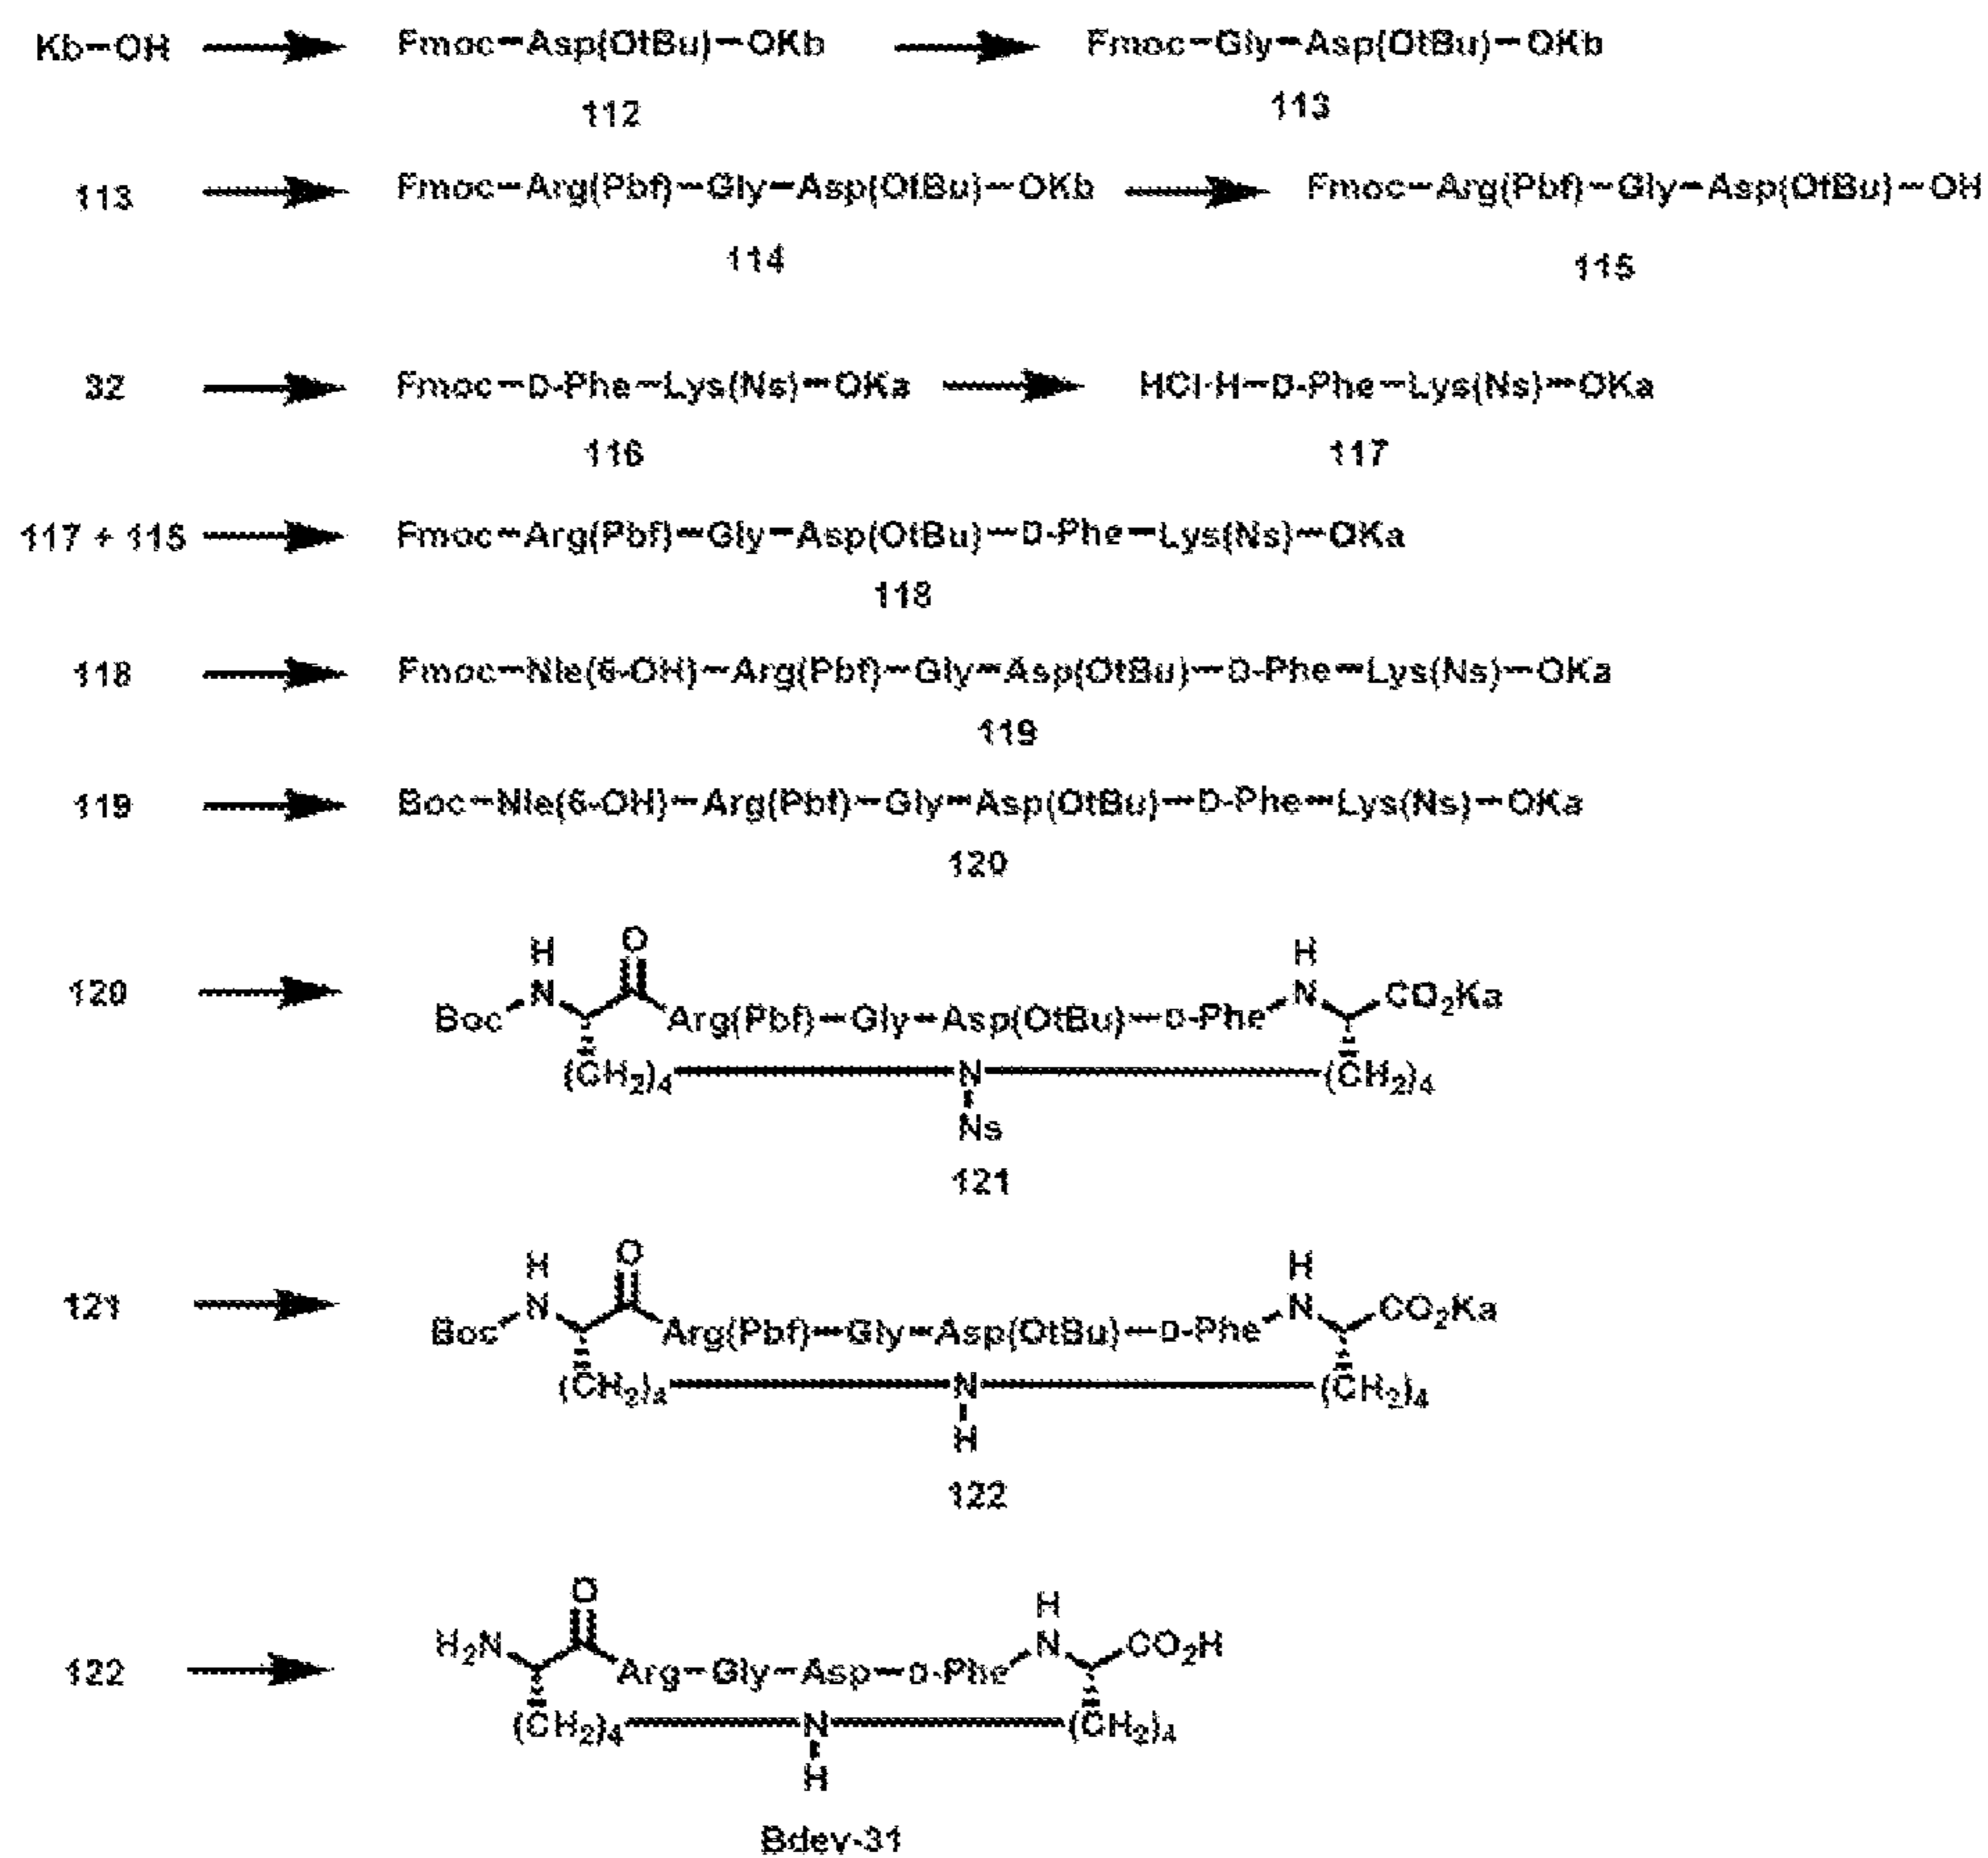 Kb-OH Fmoc-Asp(OtBu)-OKb Fmoc-Gly-Asp(OtBu)-OKb
112 113
113 Fmoc-Arg(Pbf)-Gly-Asp(OtBu)-OKb Fmoc-Arg(Pbf)-Gly-Asp(OtBu)-OH
114 115
32 Fmoc-D-Phe-Lys(Ns)-OKa HCl·H-D-Phe-Lys(Ns)-OKa
116 117
117 + 115 Fmoc-Arg(Pbf)-Gly-Asp(OtBu)-D-Phe-Lys(Ns)-OKa
118
118 Fmoc-Nle(6-OH)-Arg(Pbf)-Gly-Asp(OtBu)-D-Phe-Lys(Ns)-OKa
119
119 Boc-Nle(6-OH)-Arg(Pbf)-Gly-Asp(OtBu)-D-Phe-Lys(Ns)-OKa
120
H O H
120 N N CO2Ka
Boc Arg(Pbf)-Gly-Asp(OtBu)-D-Phe
(CH2)4 N (CH2)4
Ns
121
H O H
121 N N CO2Ka
Boc Arg(Pbf)-Gly-Asp(OtBu)-D-Phe
(CH2)4 N (CH2)4
H
122
O H
H2N N CO2H
122 Arg-Gly-Asp-D-Phe
(CH2)4 N (CH2)4
H
Bdev-31